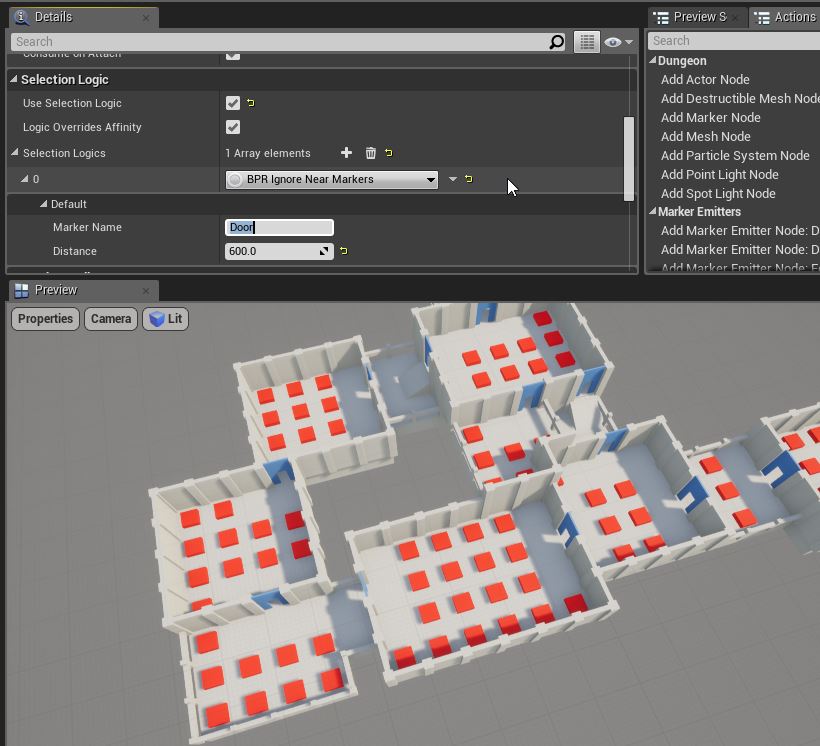 Details
Search
Consume on Attach
Selection Logic
Use Selection Logic
Logic Overrides Affinity
Selection Logics 1 Array elements
0 BPR Ignore Near Markers
Default
Marker Name Door
Distance 600.0
Preview S
Actions
Search
Dungeon
Add Actor Node
Add Destructible Mesh Node
Add Marker Node
Add Mesh Node
Add Particle System Node
Add Point Light Node
Add Spot Light Node
Marker Emitters
Add Marker Emitter Node: D
Add Marker Emitter Node: D
Add Marker Emitter Node: F
Preview
Properties Camera Lit